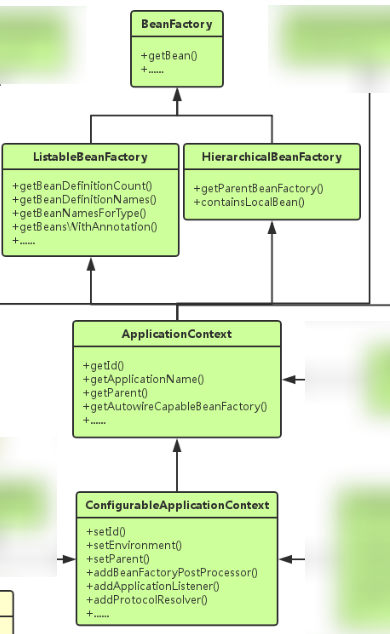 BeanFactory
+getBean()
+......
ListableBeanFactory
+getBeanDefinitionCount()
+getBeanDefinitionNames()
+getBeanNamesForType()
+getBeansWithAnnotation()
+......
HierarchicalBeanFactory
+getParentBeanFactory()
+containsLocalBean()
ApplicationContext
+getId()
+getApplicationName()
+getParent()
+getAutowireCapableBeanFactory()
+......
ConfigurableApplicationContext
+setId()
+setEnvironment()
+setParent()
+addBeanFactoryPostProcessor()
+addApplicationListener()
+addProtocolResolver()
+......